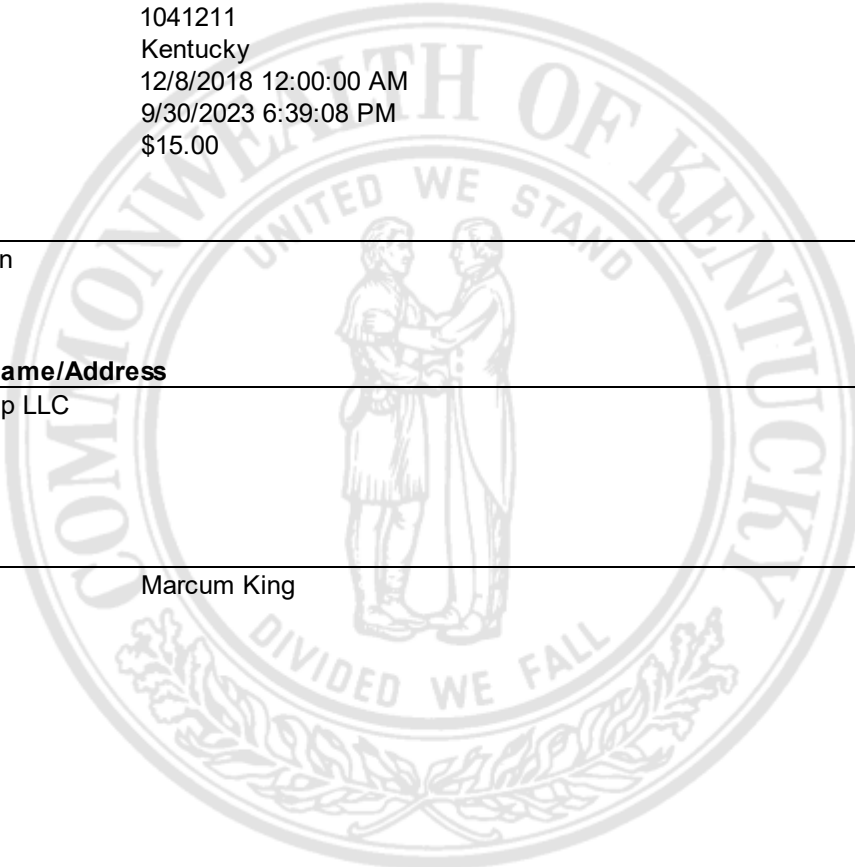 1041211
Kentucky
12/8/2018 12:00:00 AM
9/30/2023 6:39:08 PM
$15.00
COMMONWEALTH OF KENTUCKY
UNITED WE STAND
n
ame/Address
p LLC
Marcum King
DIVIDED WE FALL